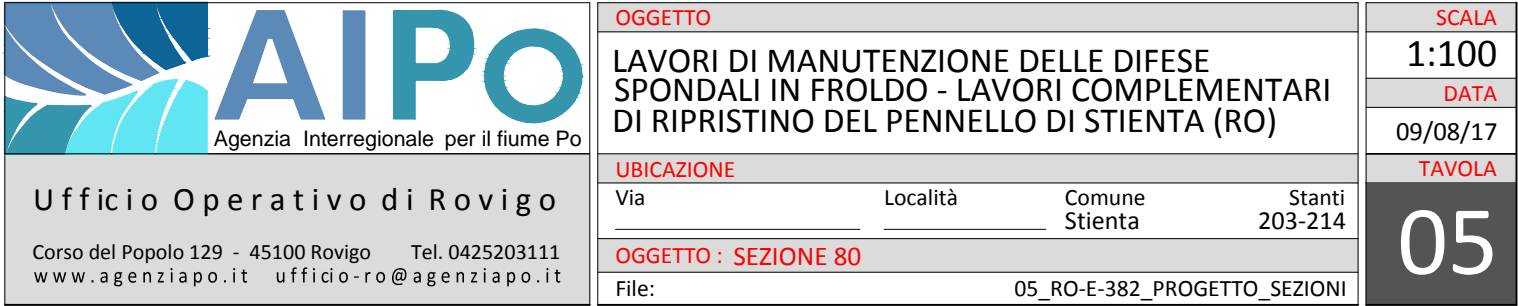 AIPo
Agenzia Interregionale per il fiume Po
Ufficio Operativo di Rovigo
Corso del Popolo 129 - 45100 Rovigo Tel. 0425203111
www.agenziapo.it ufficio-ro@agenziapo.it
OGGETTO
LAVORI DI MANUTENZIONE DELLE DIFESE
SPONDALI IN FROLDO - LAVORI COMPLEMENTARI
DI RIPRISTINO DEL PENNELLO DI STIENTA (RO)
UBICAZIONE
Via Località Comune Stanti
Stienta 203-214
OGGETTO : SEZIONE 80
File: 05_RO-E-382_PROGETTO_SEZIONI
SCALA
1:100
DATA
09/08/17
TAVOLA
05